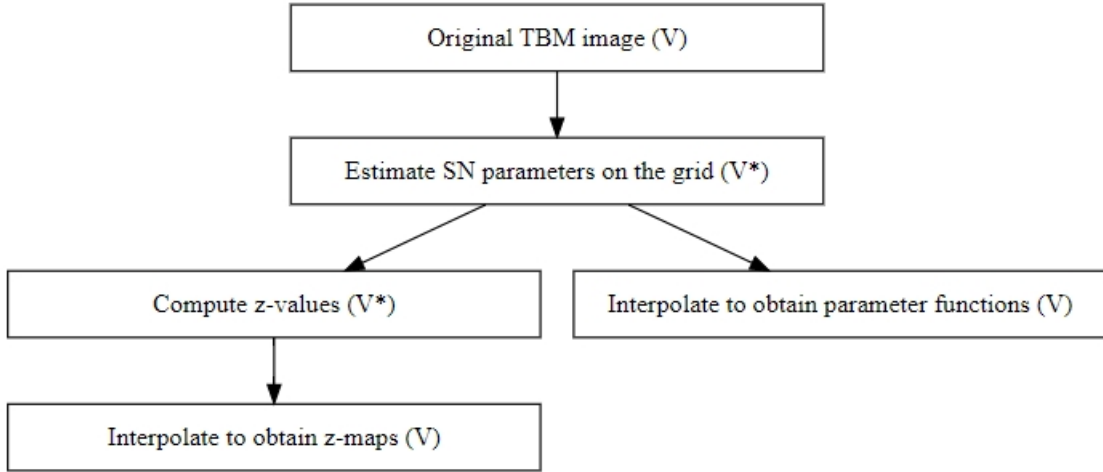 Original TBM image (V)
Estimate SN parameters on the grid (V*)
Compute z-values (V*)
Interpolate to obtain parameter functions (V)
Interpolate to obtain z-maps (V)